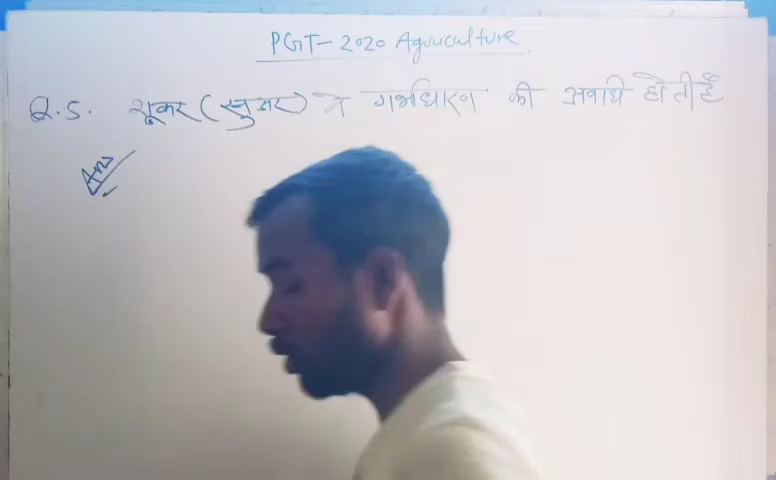 PGT-2020 Agriculture
Q.5. शूकर (सुअर) मे गर्भधारण की अवधि होती है
Ans